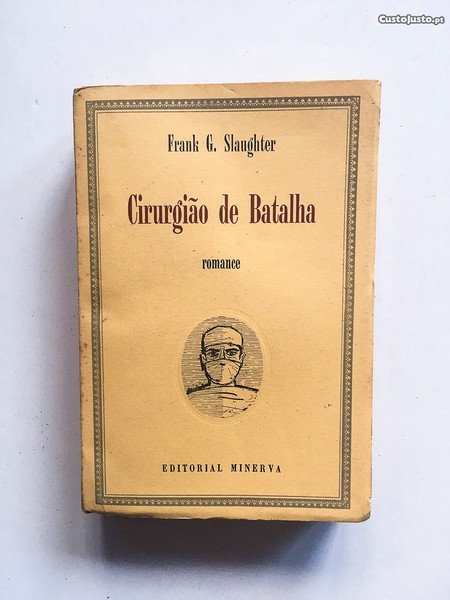 CustoJusto.pt
Frank G. Slaughter
Cirurgião de Batalha
romance
EDITORIAL MINERVA